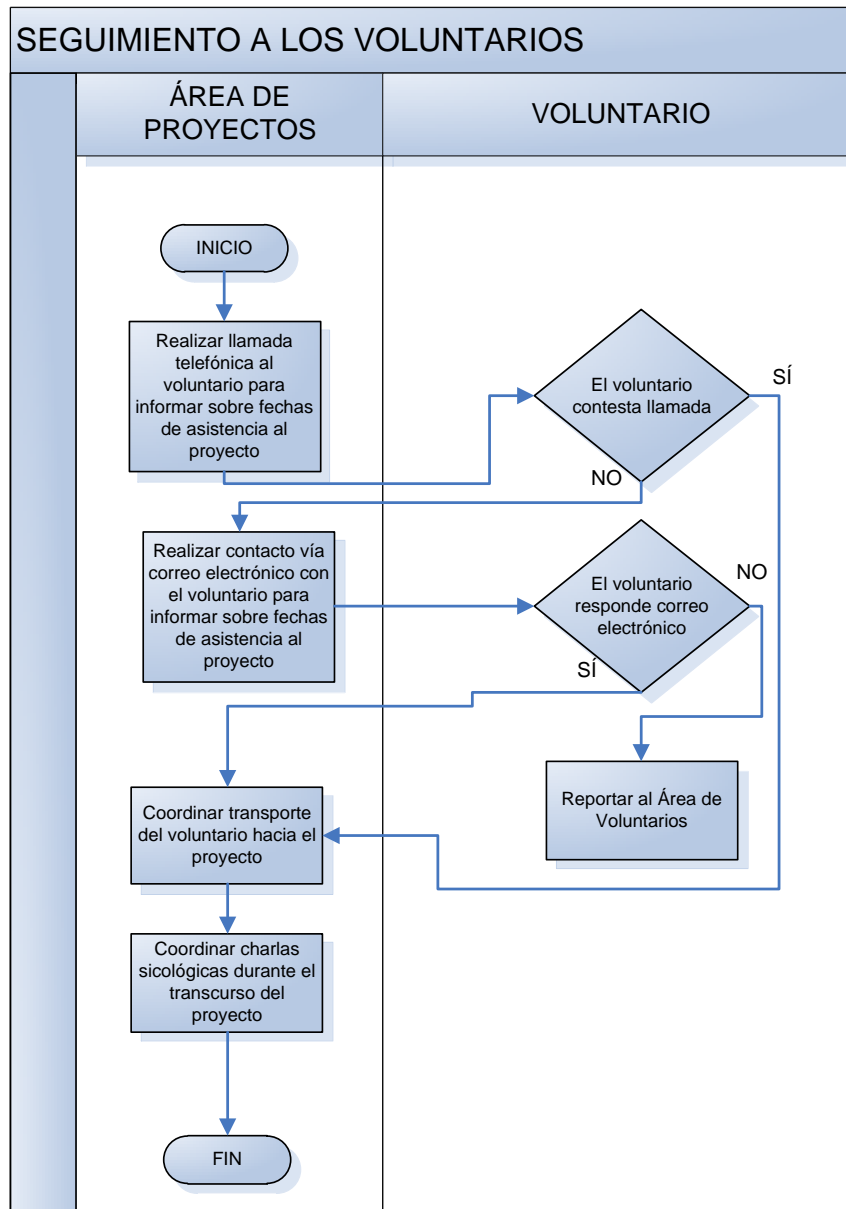 SEGUIMIENTO A LOS VOLUNTARIOS
ÁREA DE
PROYECTOS
VOLUNTARIO
INICIO
Realizar llamada
telefónica al
voluntario para
informar sobre fechas
de asistencia al
proyecto
El voluntario
contesta llamada
SÍ
NO
Realizar contacto vía
correo electrónico con
el voluntario para
informar sobre fechas
de asistencia al
proyecto
El voluntario
responde correo
electrónico
NO
SÍ
Coordinar transporte
del voluntario hacia el
proyecto
Reportar al Área de
Voluntarios
Coordinar charlas
sicológicas durante el
transcurso del
proyecto
FIN